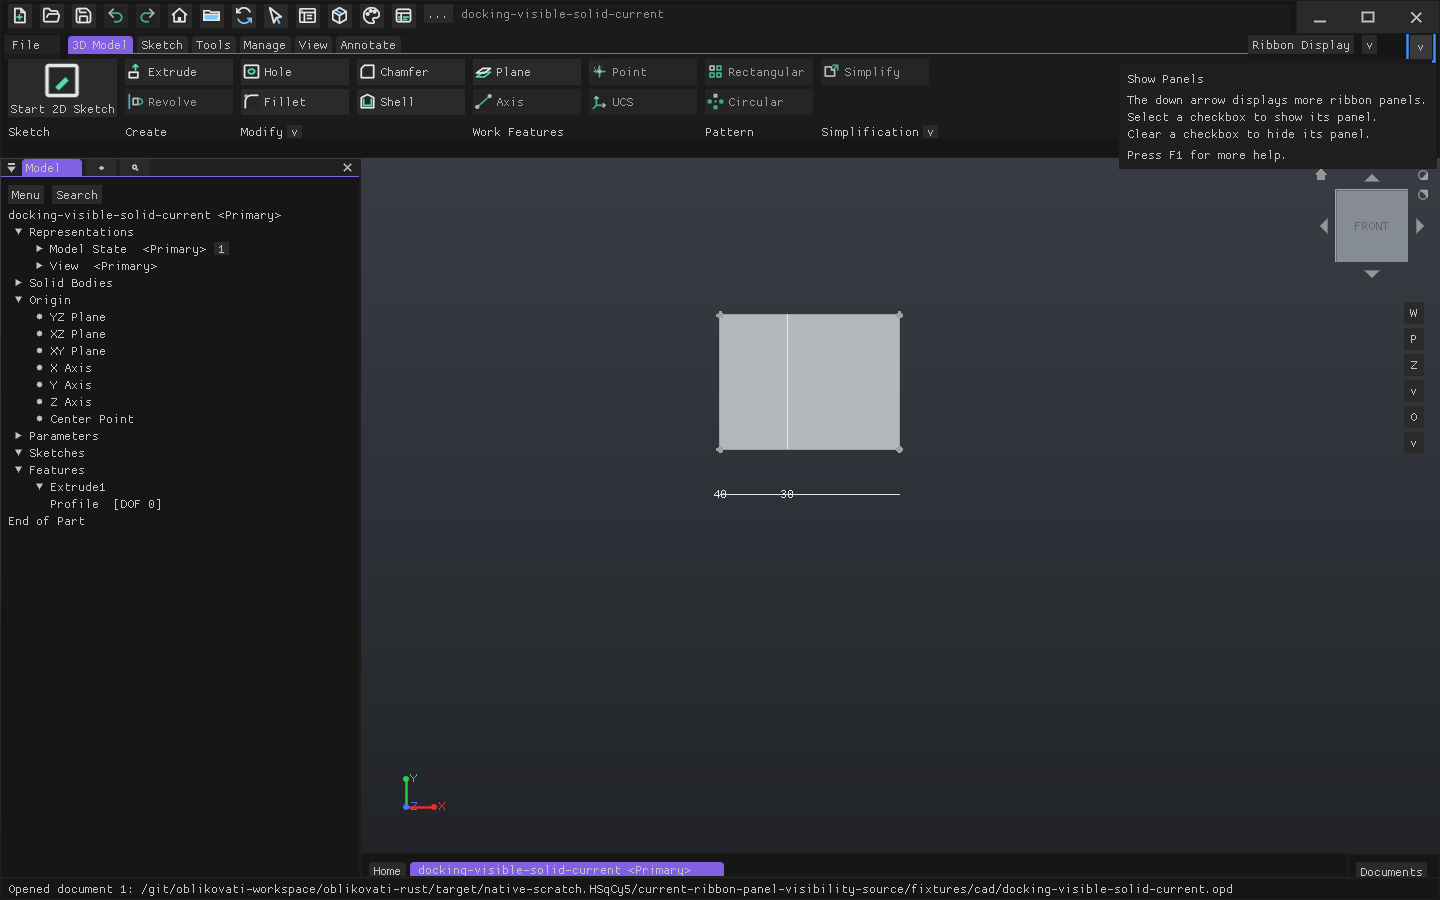 ... docking-visible-solid-current
File 3D Model Sketch Tools Manage View Annotate Ribbon Display v v
Extrude Hole Chamfer Plane Point Rectangular Simplify
Start 2D Sketch Revolve Fillet Shell Axis UCS Circular
Sketch Create Modify v Work Features Pattern Simplification v
Show Panels
The down arrow displays more ribbon panels.
Select a checkbox to show its panel.
Clear a checkbox to hide its panel.
Press F1 for more help.
Model
Menu Search
docking-visible-solid-current <Primary>
Representations
Model State <Primary> 1
View <Primary>
Solid Bodies
Origin
YZ Plane
XZ Plane
XY Plane
X Axis
Y Axis
Z Axis
Center Point
Parameters
Sketches
Features
Extrude1
Profile [DOF 0]
End of Part
FRONT
W
P
Z
v
O
v
40 30
Y
Z X
Home docking-visible-solid-current <Primary> Documents
Opened document 1: /git/oblikovati-workspace/oblikovati-rust/target/native-scratch.HSqCy5/current-ribbon-panel-visibility-source/fixtures/cad/docking-visible-solid-current.opd